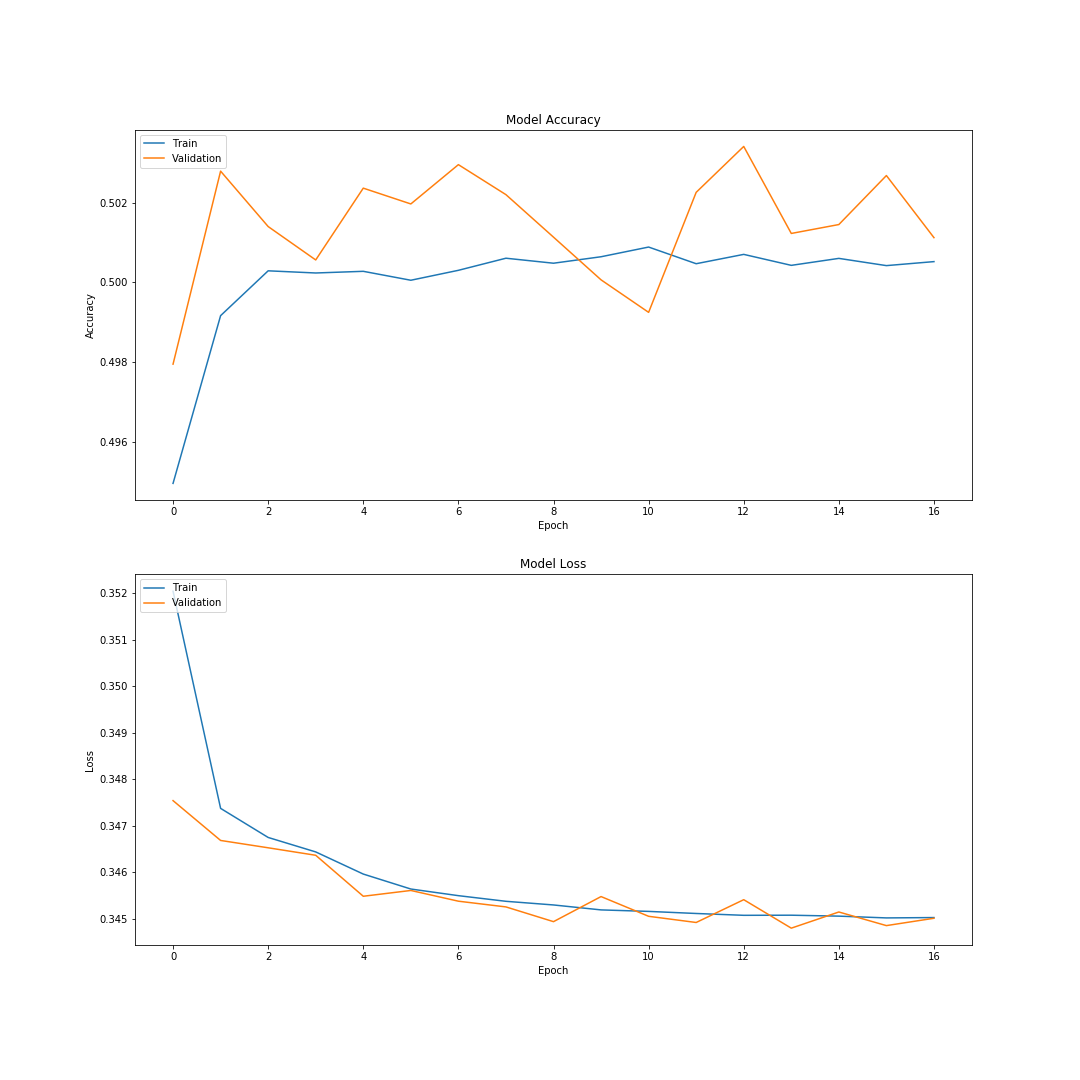 Model Accuracy
Train
Validation
0.502
0.500
0.498
0.496
Accuracy
0 2 4 6 8 10 12 14 16
Epoch
Model Loss
Train
Validation
0.352
0.351
0.350
0.349
0.348
0.347
0.346
0.345
Loss
0 2 4 6 8 10 12 14 16
Epoch